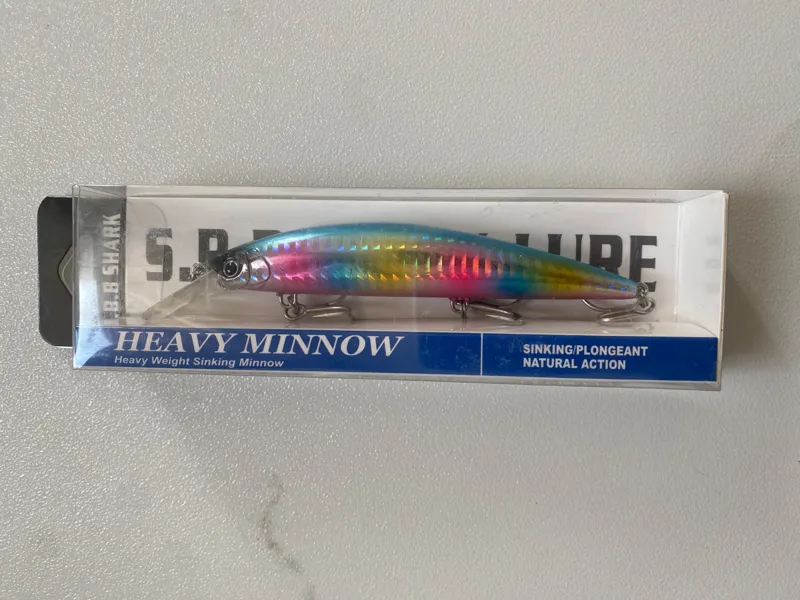 .B.B SHARK
S.B.B LURE
HEAVY MINNOW
Heavy Weight Sinking Minnow
SINKING/PLONGEANT
NATURAL ACTION